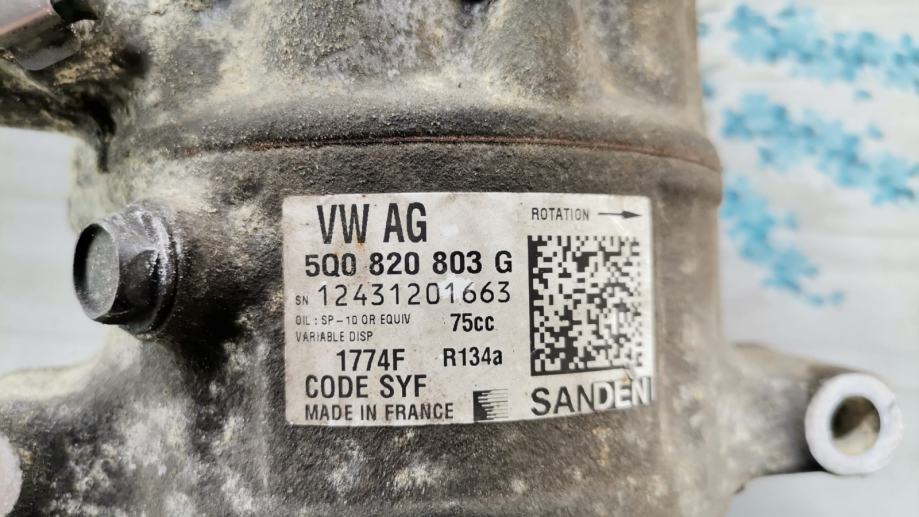 VW AG
ROTATION
5Q0 820 803 G
SN 12431201663
OIL : SP-10 OR EQUIV 75cc
VARIABLE DISP
1774F R134a
CODE SYF
MADE IN FRANCE
SANDEN